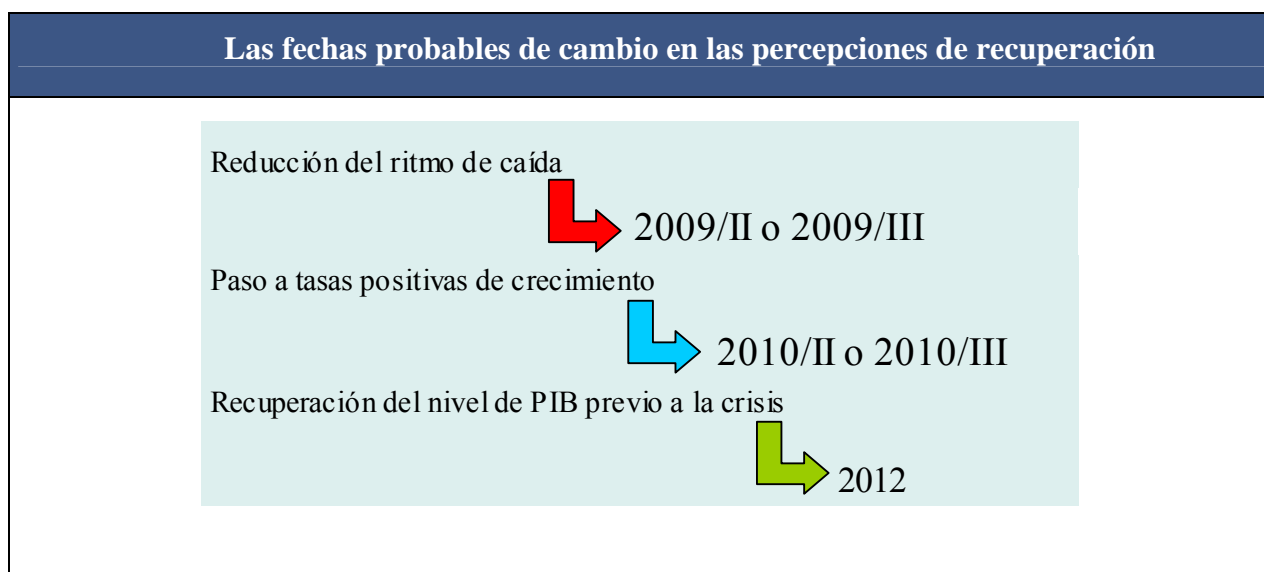 Las fechas probables de cambio en las percepciones de recuperación
Reducción del ritmo de caída
2009/II o 2009/III
Paso a tasas positivas de crecimiento
2010/II o 2010/III
Recuperación del nivel de PIB previo a la crisis
2012